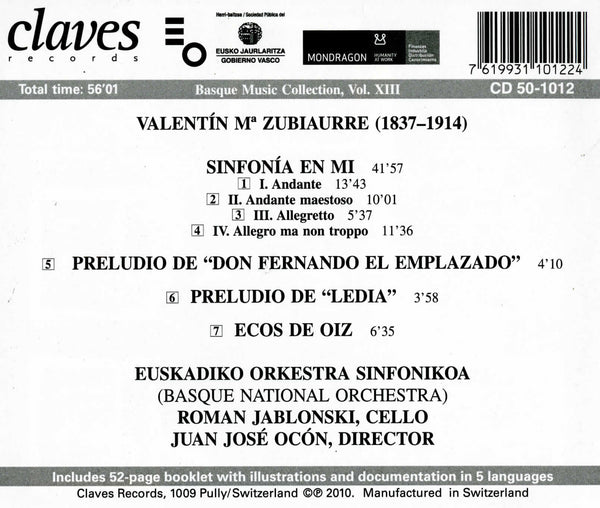 claves
records
Herri-baltzua / Sociedad Pública del
EUSKO JAURLARITZA
GOBIERNO VASCO
MONDRAGON
HUMANITY
AT WORK
Finanzas
Industria
Distribución
Conocimiento
7 619931 101224
Total time: 56'01
Basque Music Collection, Vol. XIII
CD 50-1012
VALENTÍN Mª ZUBIAURRE (1837–1914)
SINFONÍA EN MI 41'57
1 I. Andante 13'43
2 II. Andante maestoso 10'01
3 III. Allegretto 5'37
4 IV. Allegro ma non troppo 11'36
5 PRELUDIO DE “DON FERNANDO EL EMPLAZADO” 4'10
6 PRELUDIO DE “LEDIA” 3'58
7 ECOS DE OIZ 6'35
EUSKADIKO ORKESTRA SINFONIKOA
(BASQUE NATIONAL ORCHESTRA)
ROMAN JABLONSKI, CELLO
JUAN JOSÉ OCÓN, DIRECTOR
Includes 52-page booklet with illustrations and documentation in 5 languages
Claves Records, 1009 Pully/Switzerland ©℗ 2010. Manufactured in Switzerland